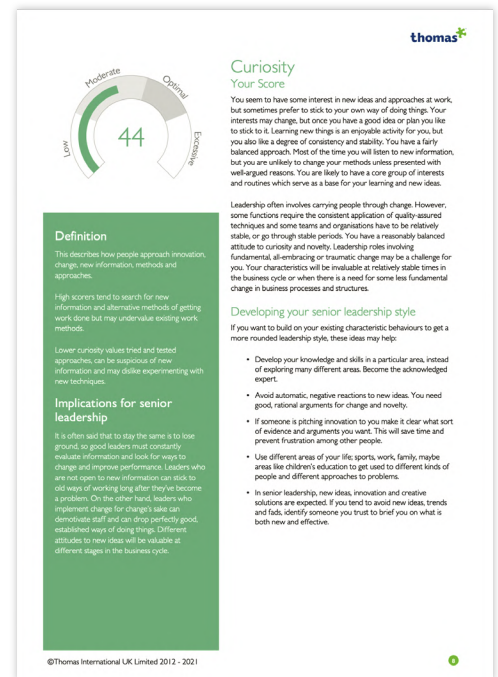 thomas
Low
Moderate
Optimal
Excessive
44
Definition
This describes how people approach innovation,
change, new information, methods and
approaches.
High scorers tend to search for new
information and alternative methods of getting
work done but may undervalue existing work
methods.
Lower curiosity values tried and tested
approaches, can be suspicious of new
information and may dislike experimenting with
new techniques.
Implications for senior
leadership
It is often said that to stay the same is to lose
ground, so good leaders must constantly
evaluate information and look for ways to
change and improve performance. Leaders who
are not open to new information can stick to
old ways of working long after they've become
a problem. On the other hand, leaders who
implement change for change's sake can
demotivate staff and can drop perfectly good,
established ways of doing things. Different
attitudes to new ideas will be valuable at
different stages in the business cycle.
Curiosity
Your Score
You seem to have some interest in new ideas and approaches at work,
but sometimes prefer to stick to your own way of doing things. Your
interests may change, but once you have a good idea or plan you like
to stick to it. Learning new things is an enjoyable activity for you, but
you also like a degree of consistency and stability. You have a fairly
balanced approach. Most of the time you will listen to new information,
but you are unlikely to change your methods unless presented with
well-argued reasons. You are likely to have a core group of interests
and routines which serve as a base for your learning and new ideas.
Leadership often involves carrying people through change. However,
some functions require the consistent application of quality-assured
techniques and some teams and organisations have to be relatively
stable, or go through stable periods. You have a reasonably balanced
attitude to curiosity and novelty. Leadership roles involving
fundamental, all-embracing or traumatic change may be a challenge for
you. Your characteristics will be invaluable at relatively stable times in
the business cycle or when there is a need for some less fundamental
change in business processes and structures.
Developing your senior leadership style
If you want to build on your existing characteristic behaviours to get a
more rounded leadership style, these ideas may help:
• Develop your knowledge and skills in a particular area, instead
of exploring many different areas. Become the acknowledged
expert.
• Avoid automatic, negative reactions to new ideas. You need
good, rational arguments for change and novelty.
• If someone is pitching innovation to you make it clear what sort
of evidence and arguments you want. This will save time and
prevent frustration among other people.
• Use different areas of your life; sports, work, family, maybe
areas like children's education to get used to different kinds of
people and different approaches to problems.
• In senior leadership, new ideas, innovation and creative
solutions are expected. If you tend to avoid new ideas, trends
and fads, identify someone you trust to brief you on what is
both new and effective.
©Thomas International UK Limited 2012 - 2021
8